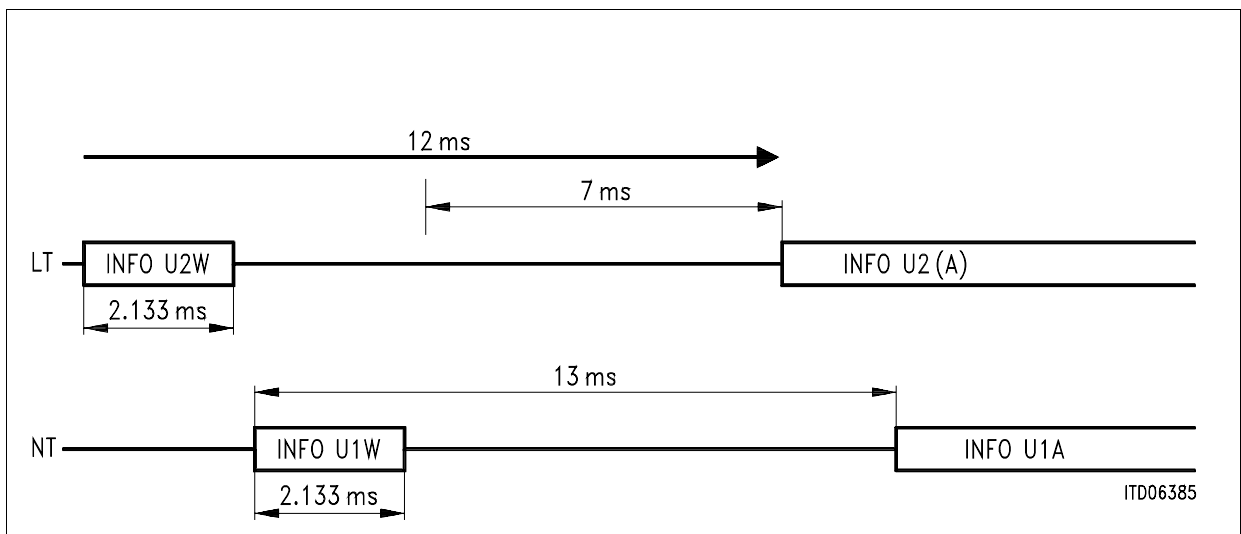 12 ms
7 ms
LT INFO U2W INFO U2 (A)
2.133 ms
13 ms
NT INFO U1W INFO U1A
2.133 ms
ITD06385